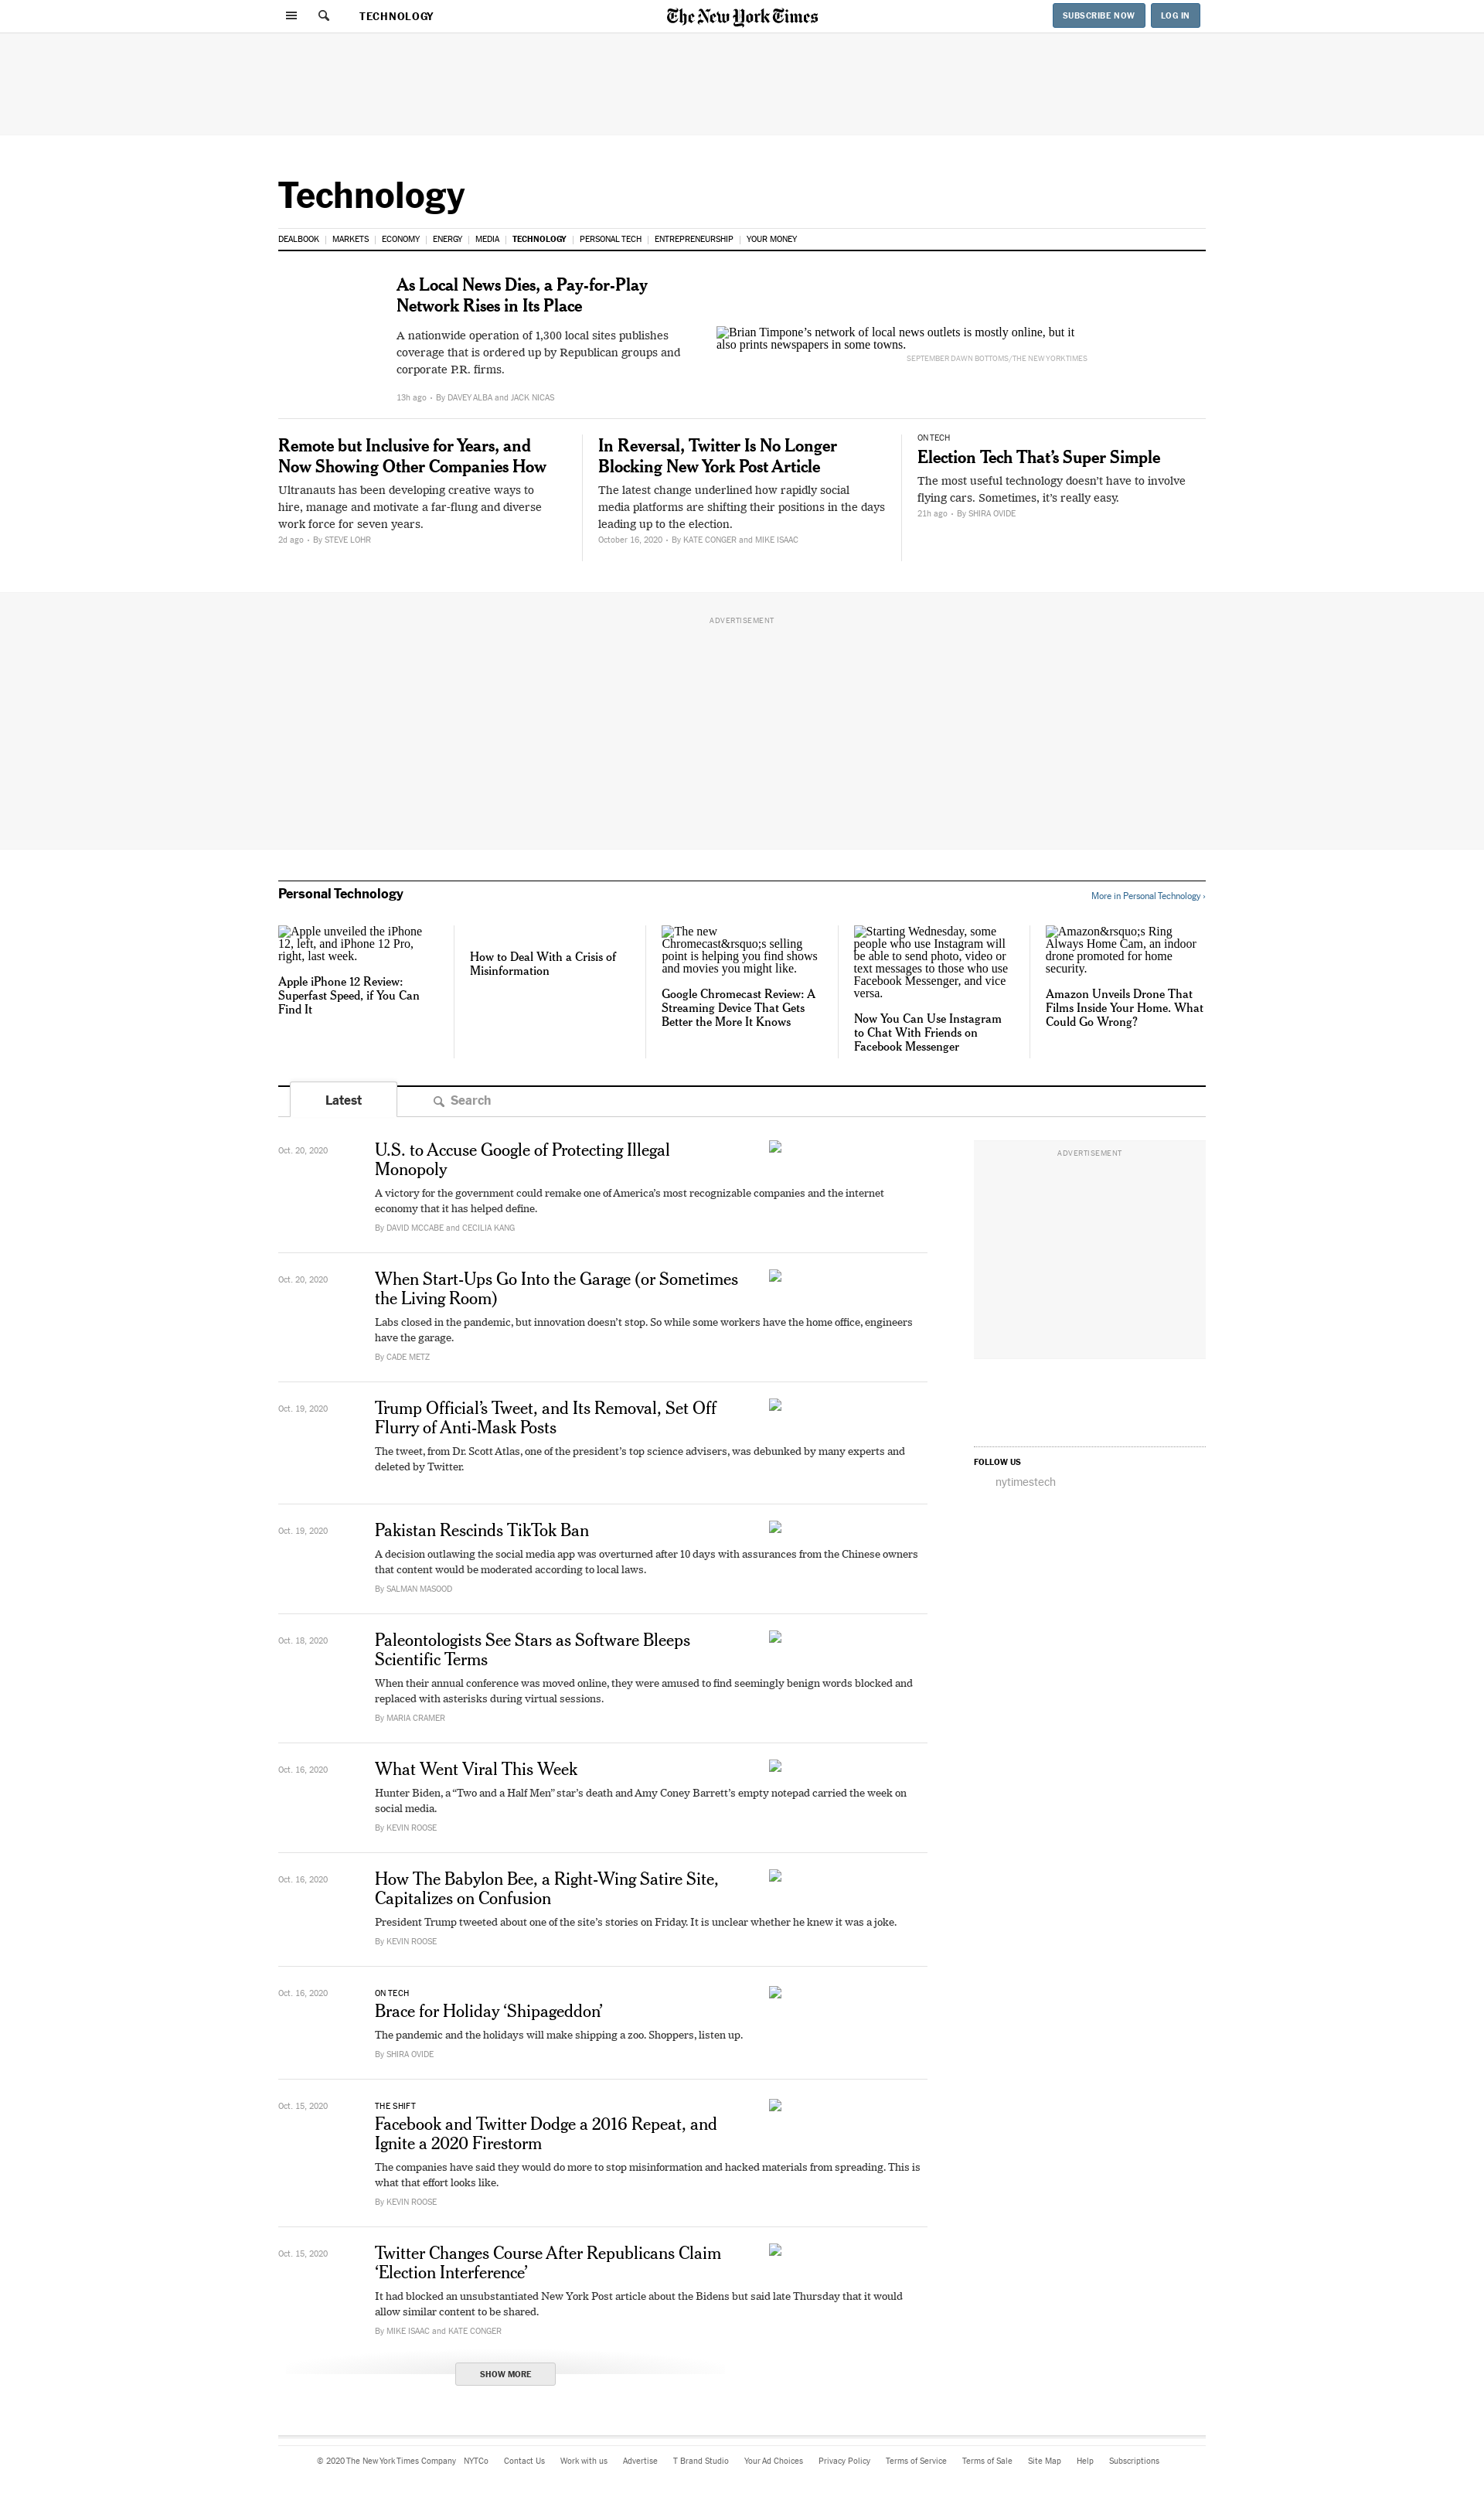 TECHNOLOGY
The New York Times
SUBSCRIBE NOW
LOG IN
Technology
DEALBOOK | MARKETS | ECONOMY | ENERGY | MEDIA | TECHNOLOGY | PERSONAL TECH | ENTREPRENEURSHIP | YOUR MONEY
As Local News Dies, a Pay-for-Play
Network Rises in Its Place
A nationwide operation of 1,300 local sites publishes
coverage that is ordered up by Republican groups and
corporate P.R. firms.
13h ago • By DAVEY ALBA and JACK NICAS
Brian Timpone’s network of local news outlets is mostly online, but it
also prints newspapers in some towns.
SEPTEMBER DAWN BOTTOMS/THE NEW YORK TIMES
Remote but Inclusive for Years, and
Now Showing Other Companies How
Ultranauts has been developing creative ways to
hire, manage and motivate a far-flung and diverse
work force for seven years.
2d ago • By STEVE LOHR
In Reversal, Twitter Is No Longer
Blocking New York Post Article
The latest change underlined how rapidly social
media platforms are shifting their positions in the days
leading up to the election.
October 16, 2020 • By KATE CONGER and MIKE ISAAC
ON TECH
Election Tech That’s Super Simple
The most useful technology doesn’t have to involve
flying cars. Sometimes, it’s really easy.
21h ago • By SHIRA OVIDE
ADVERTISEMENT
Personal Technology
More in Personal Technology ›
Apple unveiled the iPhone
12, left, and iPhone 12 Pro,
right, last week.
Apple iPhone 12 Review:
Superfast Speed, if You Can
Find It
How to Deal With a Crisis of
Misinformation
The new
Chromecast&rsquo;s selling
point is helping you find shows
and movies you might like.
Google Chromecast Review: A
Streaming Device That Gets
Better the More It Knows
Starting Wednesday, some
people who use Instagram will
be able to send photo, video or
text messages to those who use
Facebook Messenger, and vice
versa.
Now You Can Use Instagram
to Chat With Friends on
Facebook Messenger
Amazon&rsquo;s Ring
Always Home Cam, an indoor
drone promoted for home
security.
Amazon Unveils Drone That
Films Inside Your Home. What
Could Go Wrong?
Latest
Search
Oct. 20, 2020
U.S. to Accuse Google of Protecting Illegal
Monopoly
A victory for the government could remake one of America’s most recognizable companies and the internet
economy that it has helped define.
By DAVID MCCABE and CECILIA KANG
ADVERTISEMENT
Oct. 20, 2020
When Start-Ups Go Into the Garage (or Sometimes
the Living Room)
Labs closed in the pandemic, but innovation doesn’t stop. So while some workers have the home office, engineers
have the garage.
By CADE METZ
Oct. 19, 2020
Trump Official’s Tweet, and Its Removal, Set Off
Flurry of Anti-Mask Posts
The tweet, from Dr. Scott Atlas, one of the president’s top science advisers, was debunked by many experts and
deleted by Twitter.
FOLLOW US
nytimestech
Oct. 19, 2020
Pakistan Rescinds TikTok Ban
A decision outlawing the social media app was overturned after 10 days with assurances from the Chinese owners
that content would be moderated according to local laws.
By SALMAN MASOOD
Oct. 18, 2020
Paleontologists See Stars as Software Bleeps
Scientific Terms
When their annual conference was moved online, they were amused to find seemingly benign words blocked and
replaced with asterisks during virtual sessions.
By MARIA CRAMER
Oct. 16, 2020
What Went Viral This Week
Hunter Biden, a “Two and a Half Men” star’s death and Amy Coney Barrett’s empty notepad carried the week on
social media.
By KEVIN ROOSE
Oct. 16, 2020
How The Babylon Bee, a Right-Wing Satire Site,
Capitalizes on Confusion
President Trump tweeted about one of the site’s stories on Friday. It is unclear whether he knew it was a joke.
By KEVIN ROOSE
Oct. 16, 2020
ON TECH
Brace for Holiday ‘Shipageddon’
The pandemic and the holidays will make shipping a zoo. Shoppers, listen up.
By SHIRA OVIDE
Oct. 15, 2020
THE SHIFT
Facebook and Twitter Dodge a 2016 Repeat, and
Ignite a 2020 Firestorm
The companies have said they would do more to stop misinformation and hacked materials from spreading. This is
what that effort looks like.
By KEVIN ROOSE
Oct. 15, 2020
Twitter Changes Course After Republicans Claim
‘Election Interference’
It had blocked an unsubstantiated New York Post article about the Bidens but said late Thursday that it would
allow similar content to be shared.
By MIKE ISAAC and KATE CONGER
SHOW MORE
© 2020 The New York Times Company NYTCo Contact Us Work with us Advertise T Brand Studio Your Ad Choices Privacy Policy Terms of Service Terms of Sale Site Map Help Subscriptions